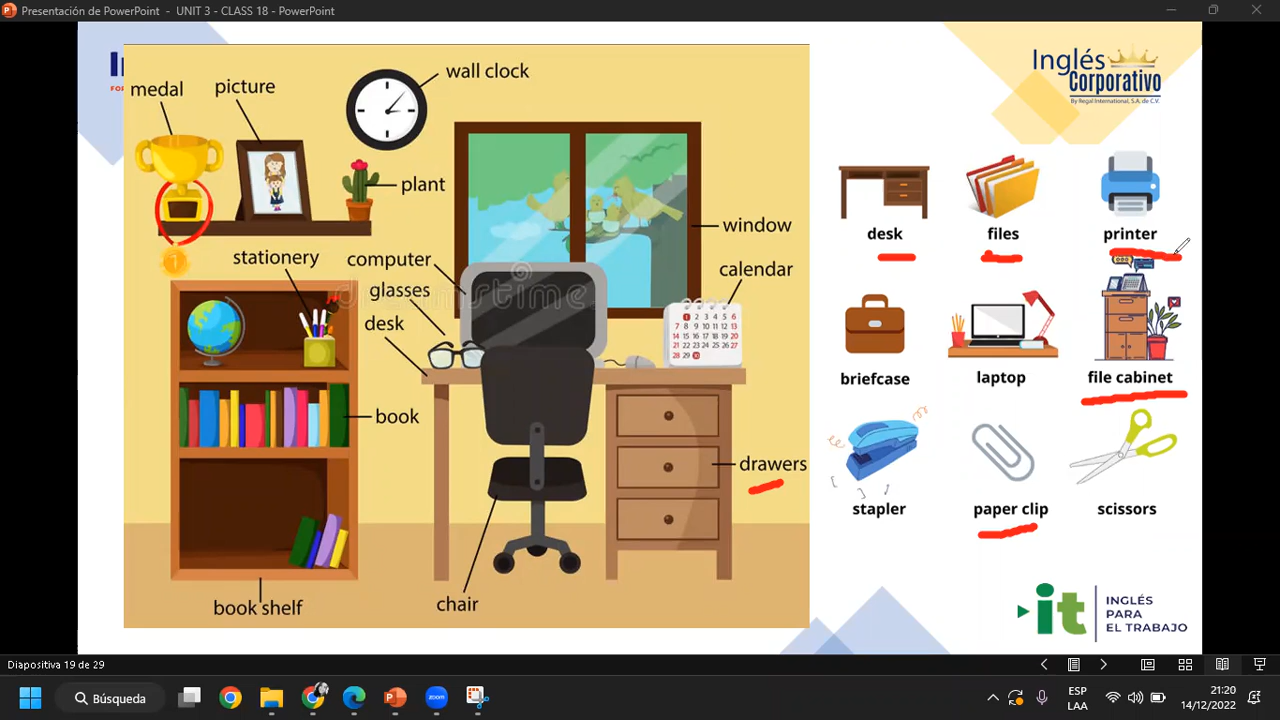 Presentación de PowerPoint - UNIT 3 - CLASS 18 - PowerPoint
medal
picture
wall clock
plant
window
stationery
computer
glasses
desk
calendar
book
drawers
book shelf
chair
dreamstime
Inglés
Corporativo
By Regal International, S.A. de C.V.
desk
files
printer
briefcase
laptop
file cabinet
stapler
paper clip
scissors
it
INGLÉS
PARA
EL TRABAJO
Diapositiva 19 de 29
Búsqueda
zoom
ESP
LAA
21:20
14/12/2022